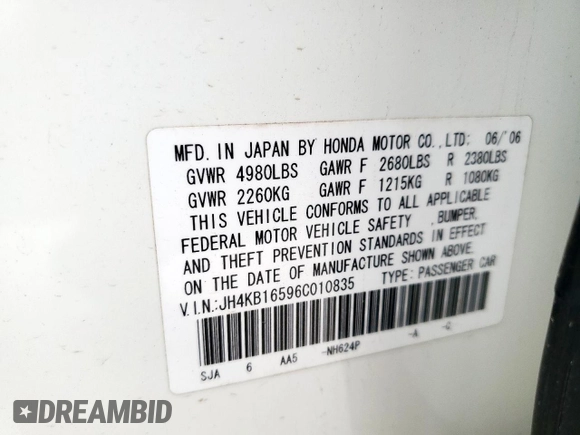 MFD. IN JAPAN BY HONDA MOTOR CO., LTD: 06/'06
GVWR 4980LBS GAWR F 2680LBS R 2380LBS
GVWR 2260KG GAWR F 1215KG R 1080KG
THIS VEHICLE CONFORMS TO ALL APPLICABLE
FEDERAL MOTOR VEHICLE SAFETY , BUMPER,
AND THEFT PREVENTION STANDARDS IN EFFECT
ON THE DATE OF MANUFACTURE SHOWN ABOVE.
V.I.N.:JH4KB16596C010835 TYPE: PASSENGER CAR
SJA 6 AA5 -NH624P -A -C
DREAMBID